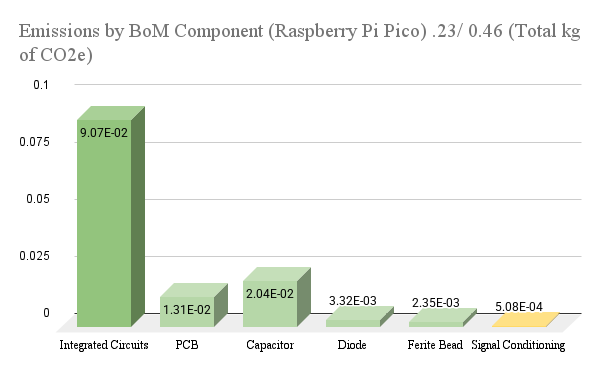 Emissions by BoM Component (Raspberry Pi Pico) .23/ 0.46 (Total kg
of CO2e)
0.1
0.075
0.05
0.025
0
9.07E-02
1.31E-02
2.04E-02
3.32E-03
2.35E-03
5.08E-04
Integrated Circuits
PCB
Capacitor
Diode
Ferite Bead
Signal Conditioning